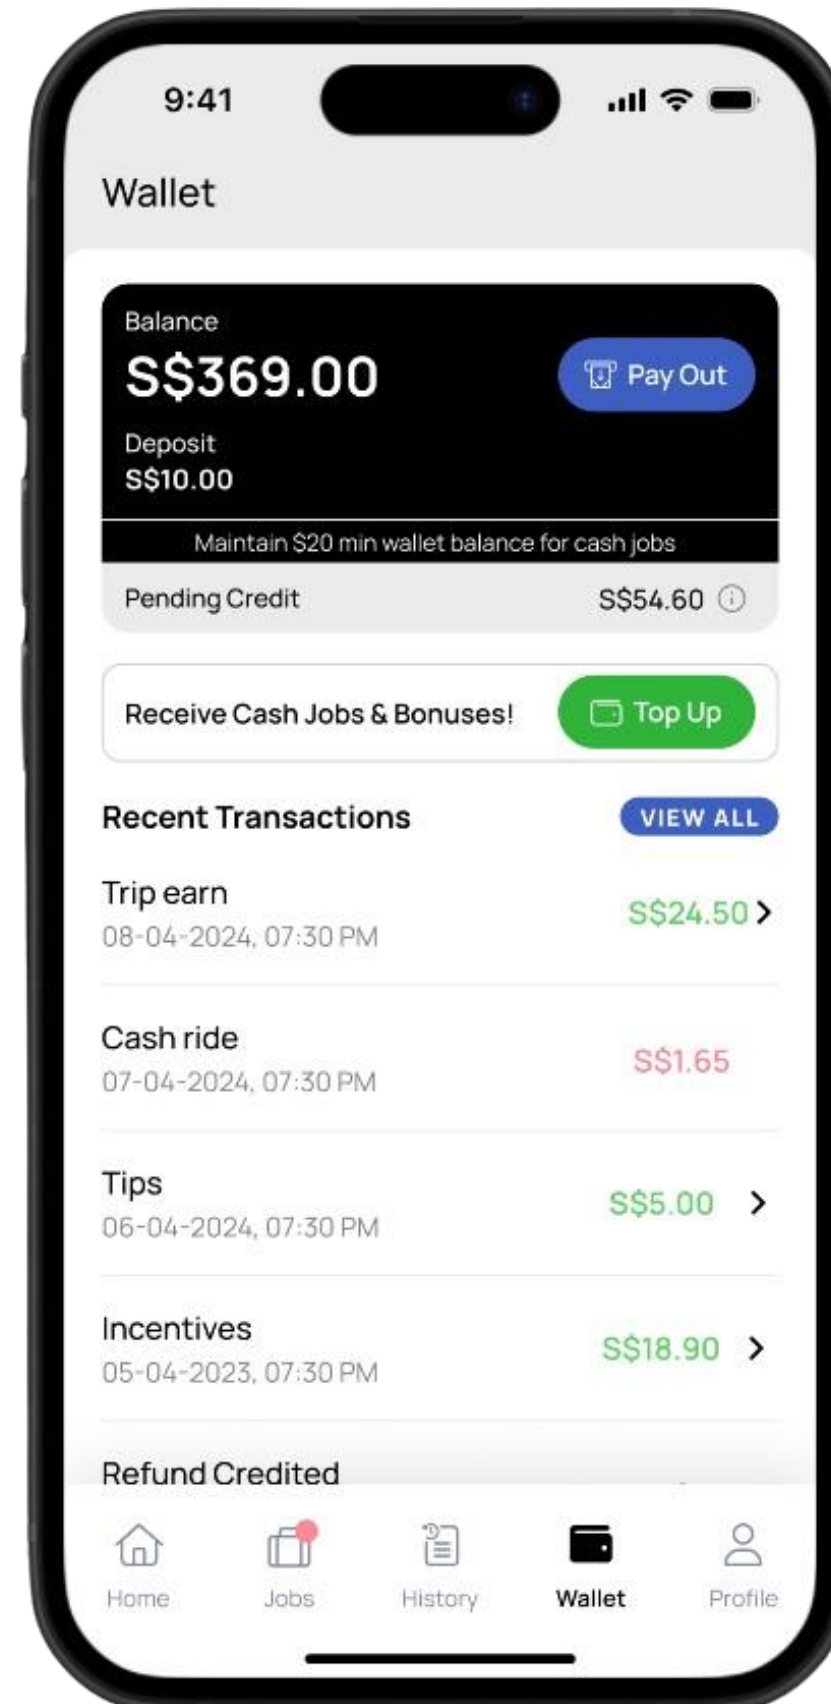 9:41
Wallet
Balance
S$369.00
Pay Out
Deposit
S$10.00
Maintain $20 min wallet balance for cash jobs
Pending Credit S$54.60
Receive Cash Jobs & Bonuses! Top Up
Recent Transactions VIEW ALL
Trip earn
08-04-2024, 07:30 PM
S$24.50
Cash ride
07-04-2024, 07:30 PM
S$1.65
Tips
06-04-2024, 07:30 PM
S$5.00
Incentives
05-04-2023, 07:30 PM
S$18.90
Refund Credited
Home Jobs History Wallet Profile